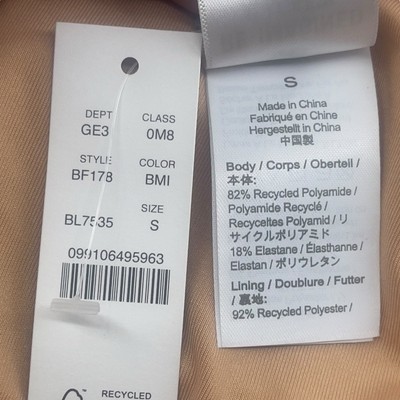 DEPT CLASS
GE3 0M8
STYLE COLOR
BF178 BMI
SIZE
BL7535 S
099106495963
RECYCLED
S
Made in China
Fabriqué en Chine
Hergestellt in China
中国製
Body / Corps / Oberteil /
本体:
82% Recycled Polyamide /
Polyamide Recyclé /
Recyceltes Polyamid / リ
サイクルポリアミド
18% Elastane / Élasthanne /
Elastan / ポリウレタン
Lining / Doublure / Futter
/ 裏地:
92% Recycled Polyester /